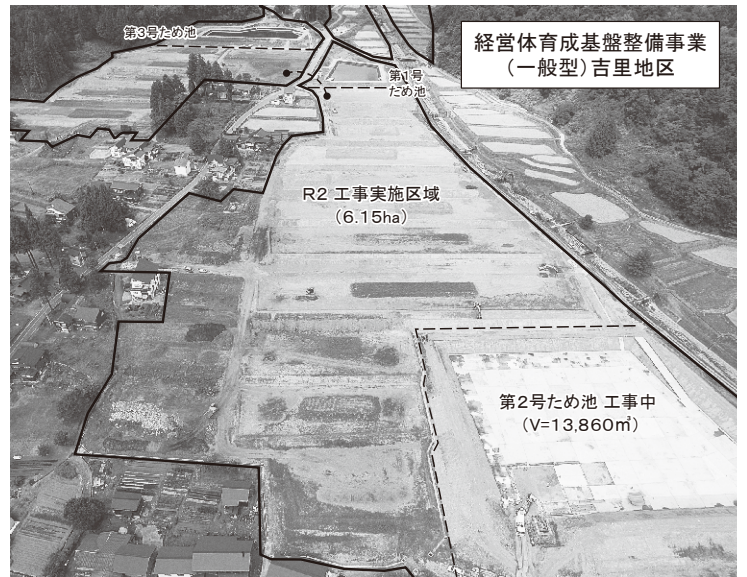 経営体育成基盤整備事業
（一般型）吉里地区
第3号ため池
第1号
ため池
R2 工事実施区域
（6.15ha）
第2号ため池 工事中
（V=13,860㎥）